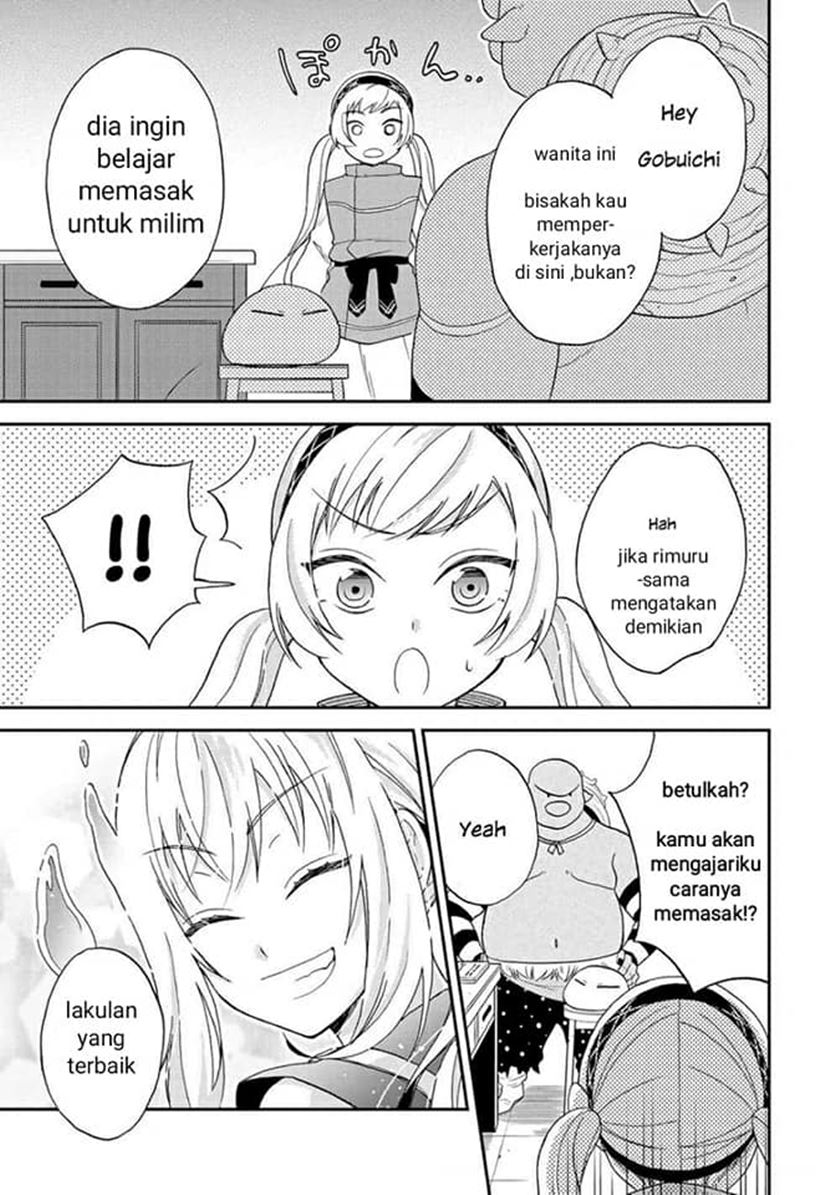 Hey
Gobuichi
wanita ini
bisakah kau
memper-
kerjakanya
di sini ,bukan?
ぽかん..
dia ingin
belajar
memasak
untuk milim
Hah
jika rimuru
-sama
mengatakan
demikian
!!
betulkah?
kamu akan
mengajariku
caranya
memasak!?
Yeah
lakulan
yang
terbaik